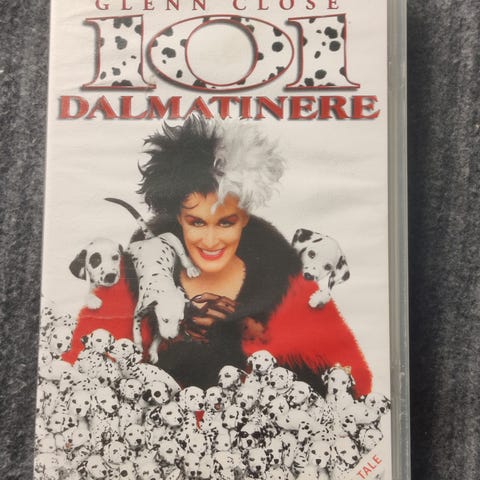 GLENN CLOSE
101
DALMATINERE
TALE